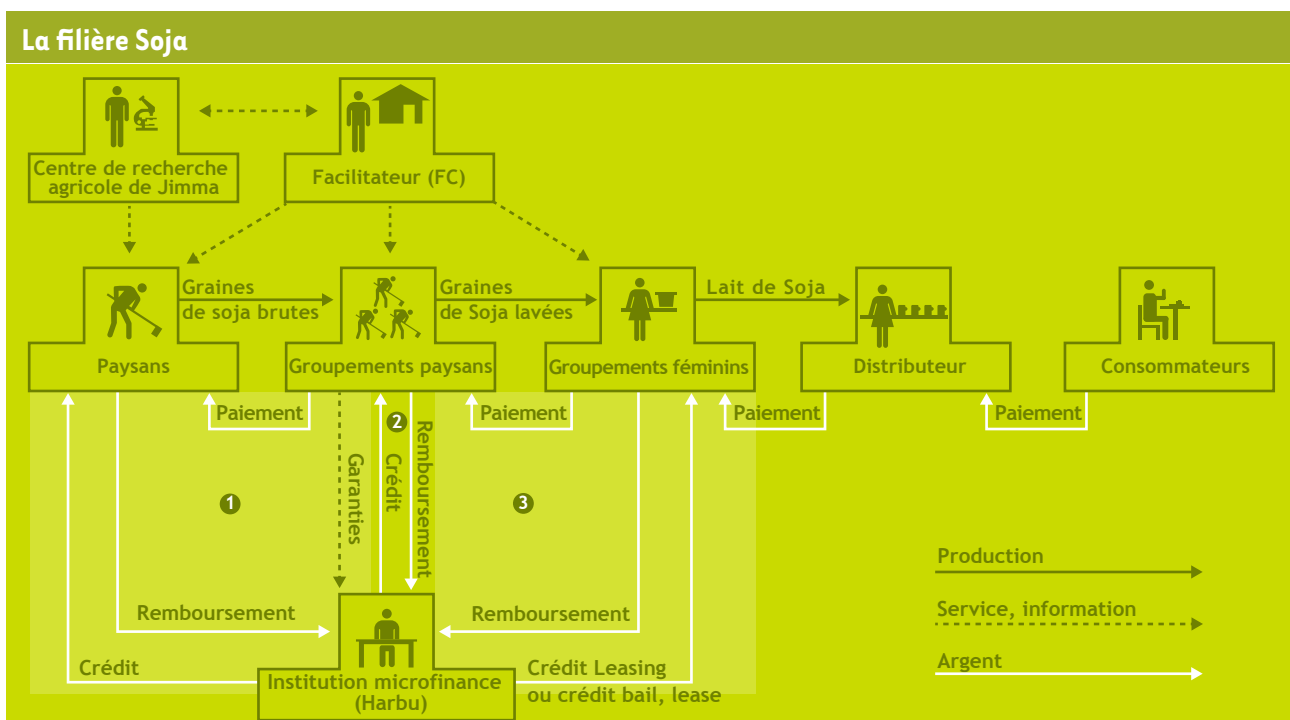 La filière Soja
Centre de recherche
agricole de Jimma
Facilitateur (FC)
Graines
de soja brutes
Graines
de Soja lavées
Lait de Soja
Paysans
Groupements paysans
Groupements féminins
Distributeur
Consommateurs
Paiement
Paiement
Paiement
Paiement
1
Garanties
2
Crédit
Remboursement
3
Remboursement
Remboursement
Crédit
Crédit Leasing
ou crédit bail, lease
Institution microfinance
(Harbu)
Production
Service, information
Argent